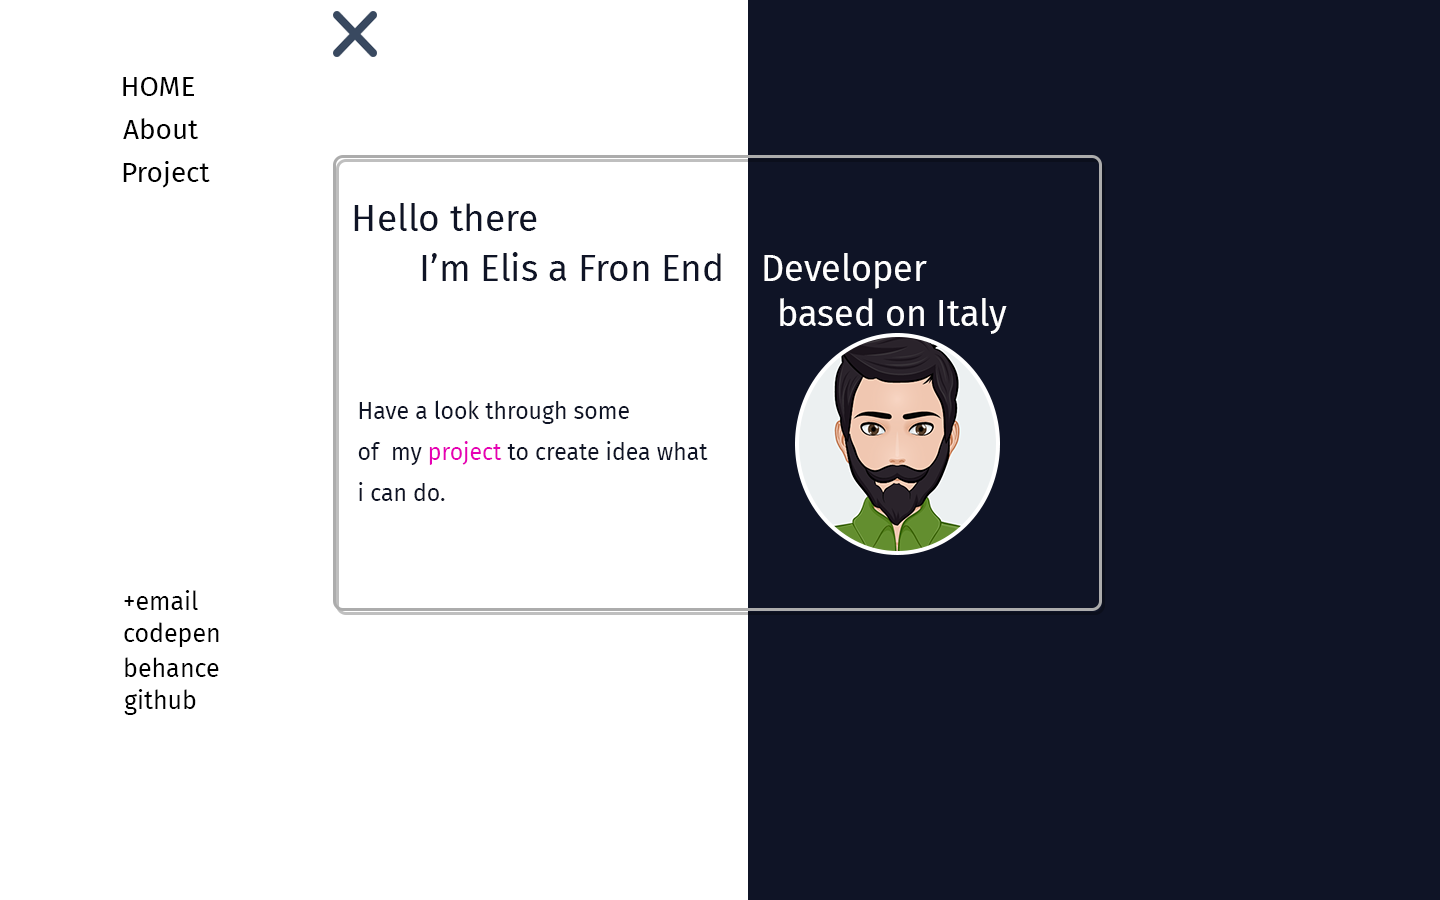 HOME
About
Project
Hello there
I’m Elis a Fron End Developer
based on Italy
Have a look through some
of  my project to create idea what
i can do.
+email
codepen
behance
github